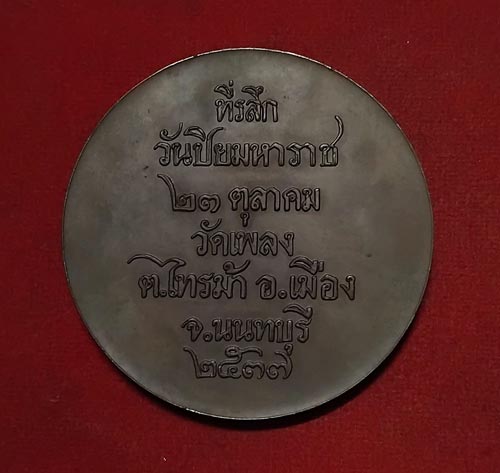 ที่รลึก
วันปิยมหาราช
๒๓ ตุลาคม
วัดเพลง
ต.ไทรม้า อ.เมือง
จ.นนทบุรี
๒๕๓๗